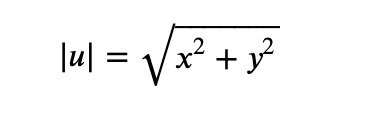 |u| = √(x² + y²)